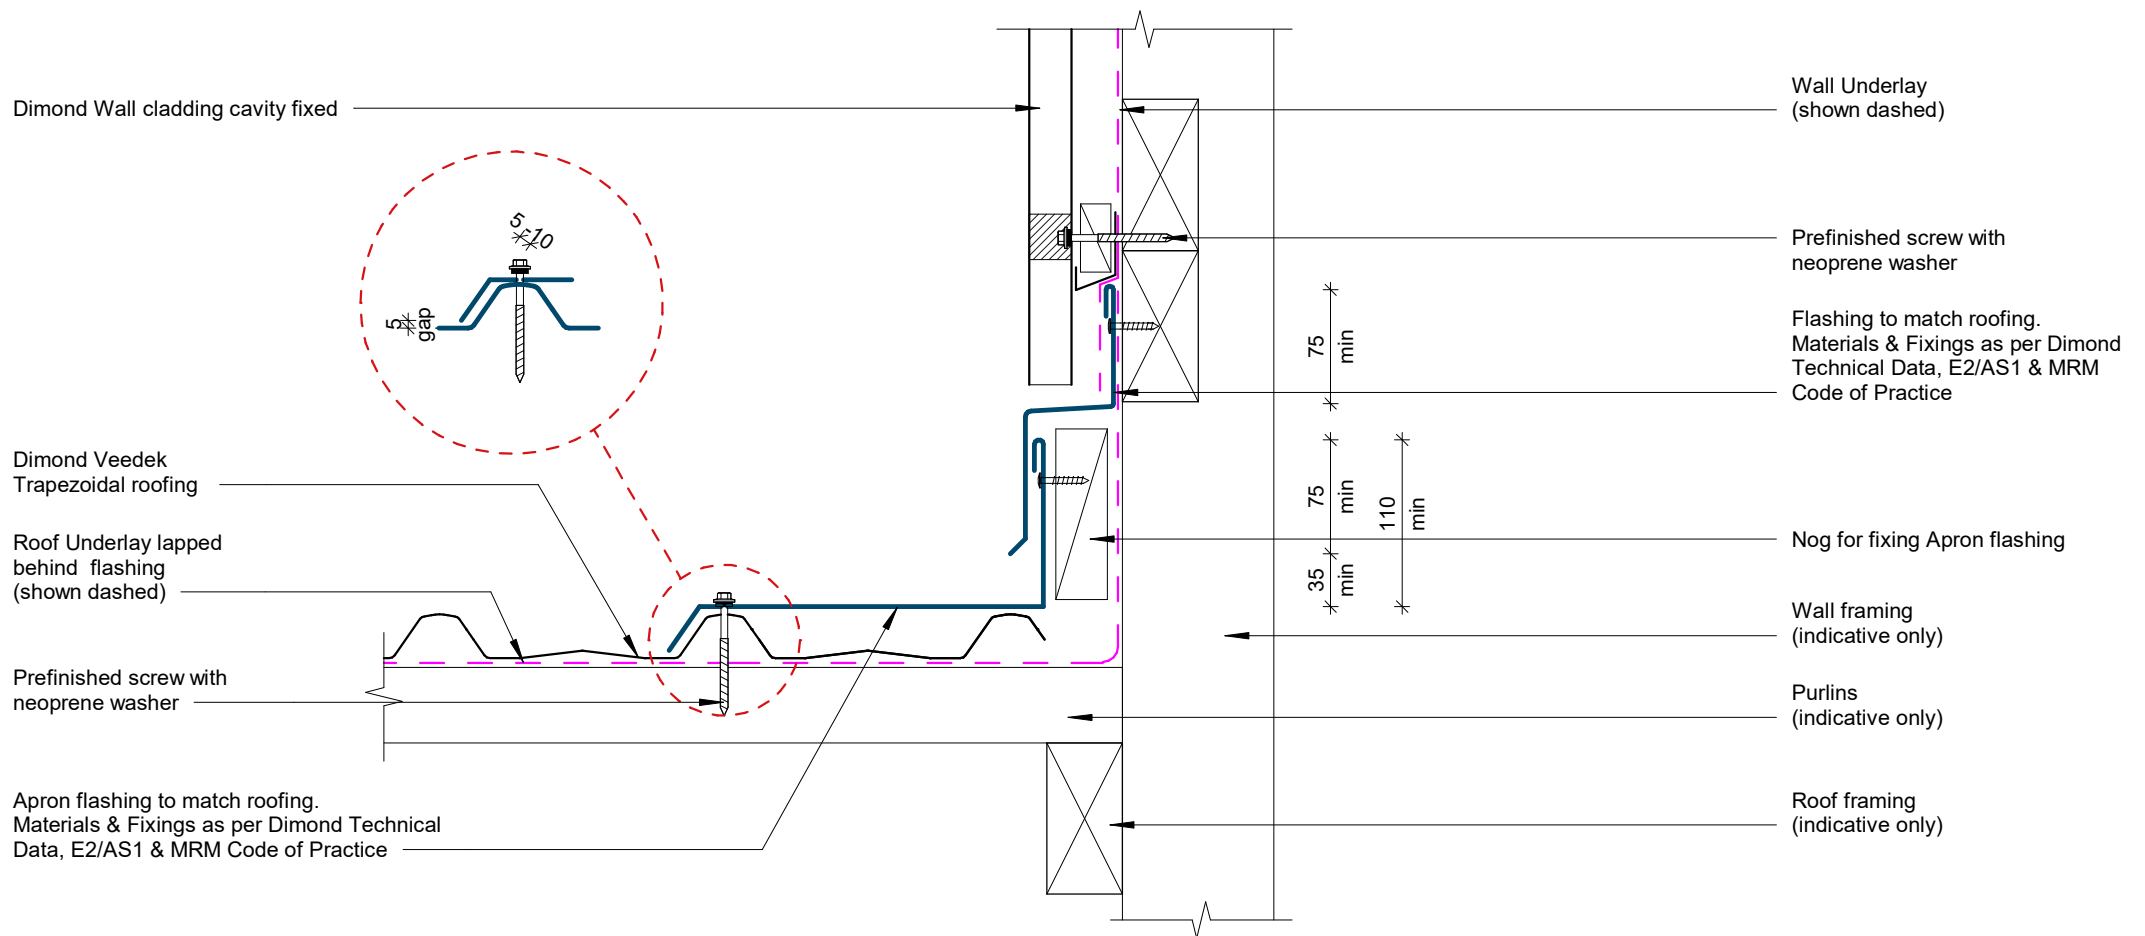 Dimond Wall cladding cavity fixed
5 -10
5
gap
Dimond Veedek
Trapezoidal roofing
Roof Underlay lapped
behind flashing
(shown dashed)
Prefinished screw with
neoprene washer
Apron flashing to match roofing.
Materials & Fixings as per Dimond Technical
Data, E2/AS1 & MRM Code of Practice
75
min
75
min
35
min
110
min
Wall Underlay
(shown dashed)
Prefinished screw with
neoprene washer
Flashing to match roofing.
Materials & Fixings as per Dimond
Technical Data, E2/AS1 & MRM
Code of Practice
Nog for fixing Apron flashing
Wall framing
(indicative only)
Purlins
(indicative only)
Roof framing
(indicative only)